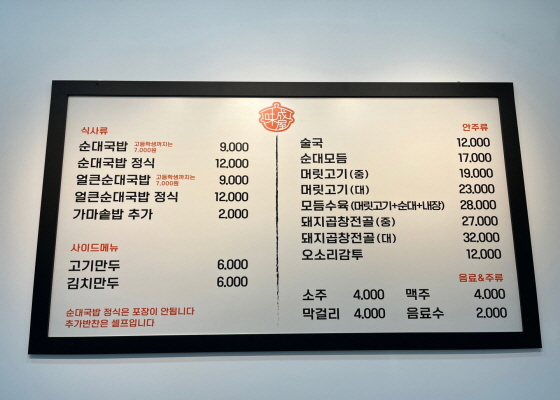 식사류
순대국밥 고등학생까지는 7,000원 9,000
순대국밥 정식 12,000
얼큰순대국밥 고등학생까지는 7,000원 9,000
얼큰순대국밥 정식 12,000
가마솥밥 추가 2,000
사이드메뉴
고기만두 6,000
김치만두 6,000
순대국밥 정식은 포장이 안됩니다
추가반찬은 셀프입니다
안주류
술국 12,000
순대모듬 17,000
머릿고기(중) 19,000
머릿고기(대) 23,000
모듬수육(머릿고기+순대+내장) 28,000
돼지곱창전골(중) 27,000
돼지곱창전골(대) 32,000
오소리감투 12,000
음료&주류
소주 4,000 맥주 4,000
막걸리 4,000 음료수 2,000